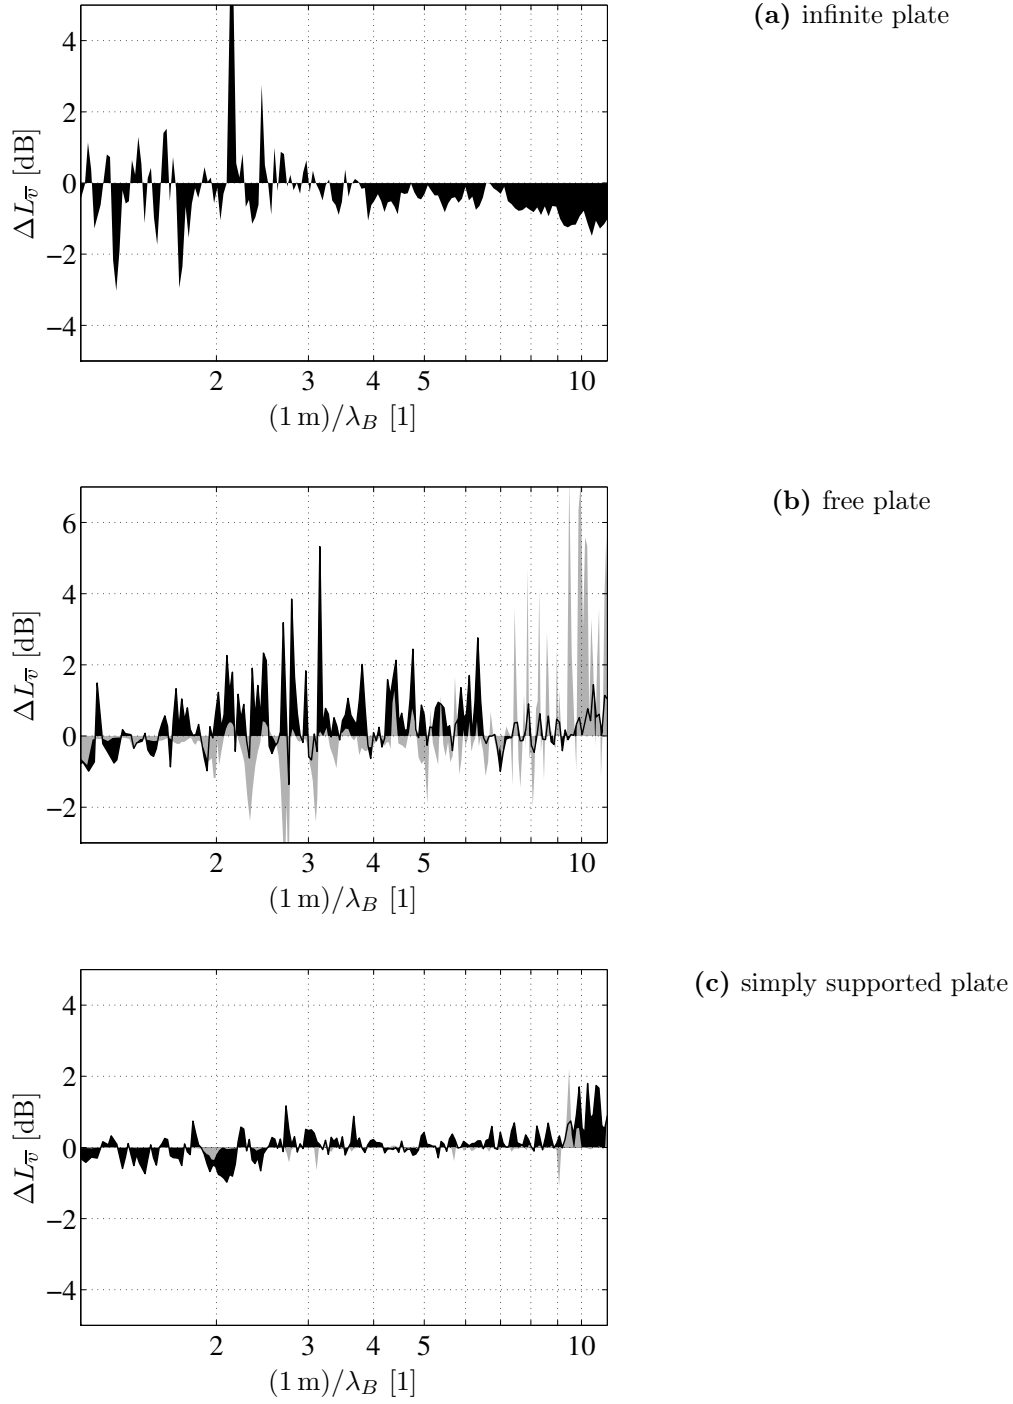 (a) infinite plate
4
2
0
−2
−4
ΔL_v̅ [dB]
2 3 4 5 10
(1 m)/λ_B [1]
(b) free plate
6
4
2
0
−2
ΔL_v̅ [dB]
2 3 4 5 10
(1 m)/λ_B [1]
(c) simply supported plate
4
2
0
−2
−4
ΔL_v̅ [dB]
2 3 4 5 10
(1 m)/λ_B [1]